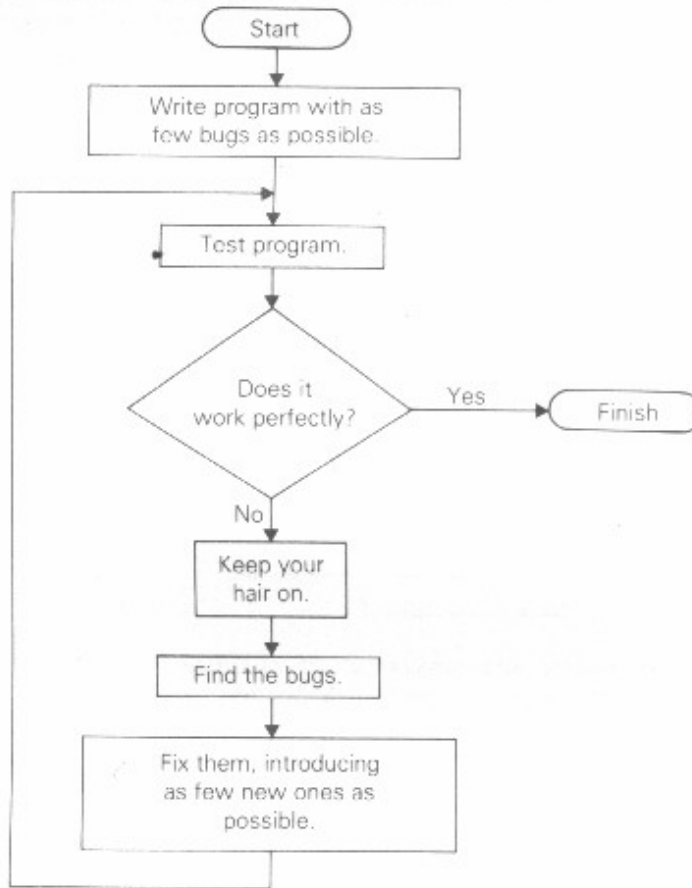 Start
Write program with as
few bugs as possible.
Test program.
Does it
work perfectly?
Yes
Finish
No
Keep your
hair on.
Find the bugs.
Fix them, introducing
as few new ones as
possible.